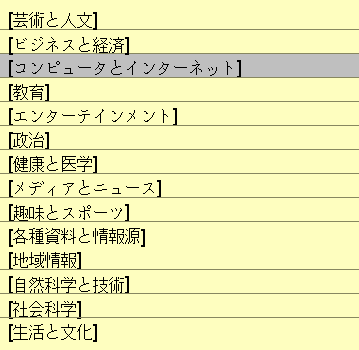 [芸術と人文]
[ビジネスと経済]
[コンピュータとインターネット]
[教育]
[エンターテインメント]
[政治]
[健康と医学]
[メディアとニュース]
[趣味とスポーツ]
[各種資料と情報源]
[地域情報]
[自然科学と技術]
[社会科学]
[生活と文化]